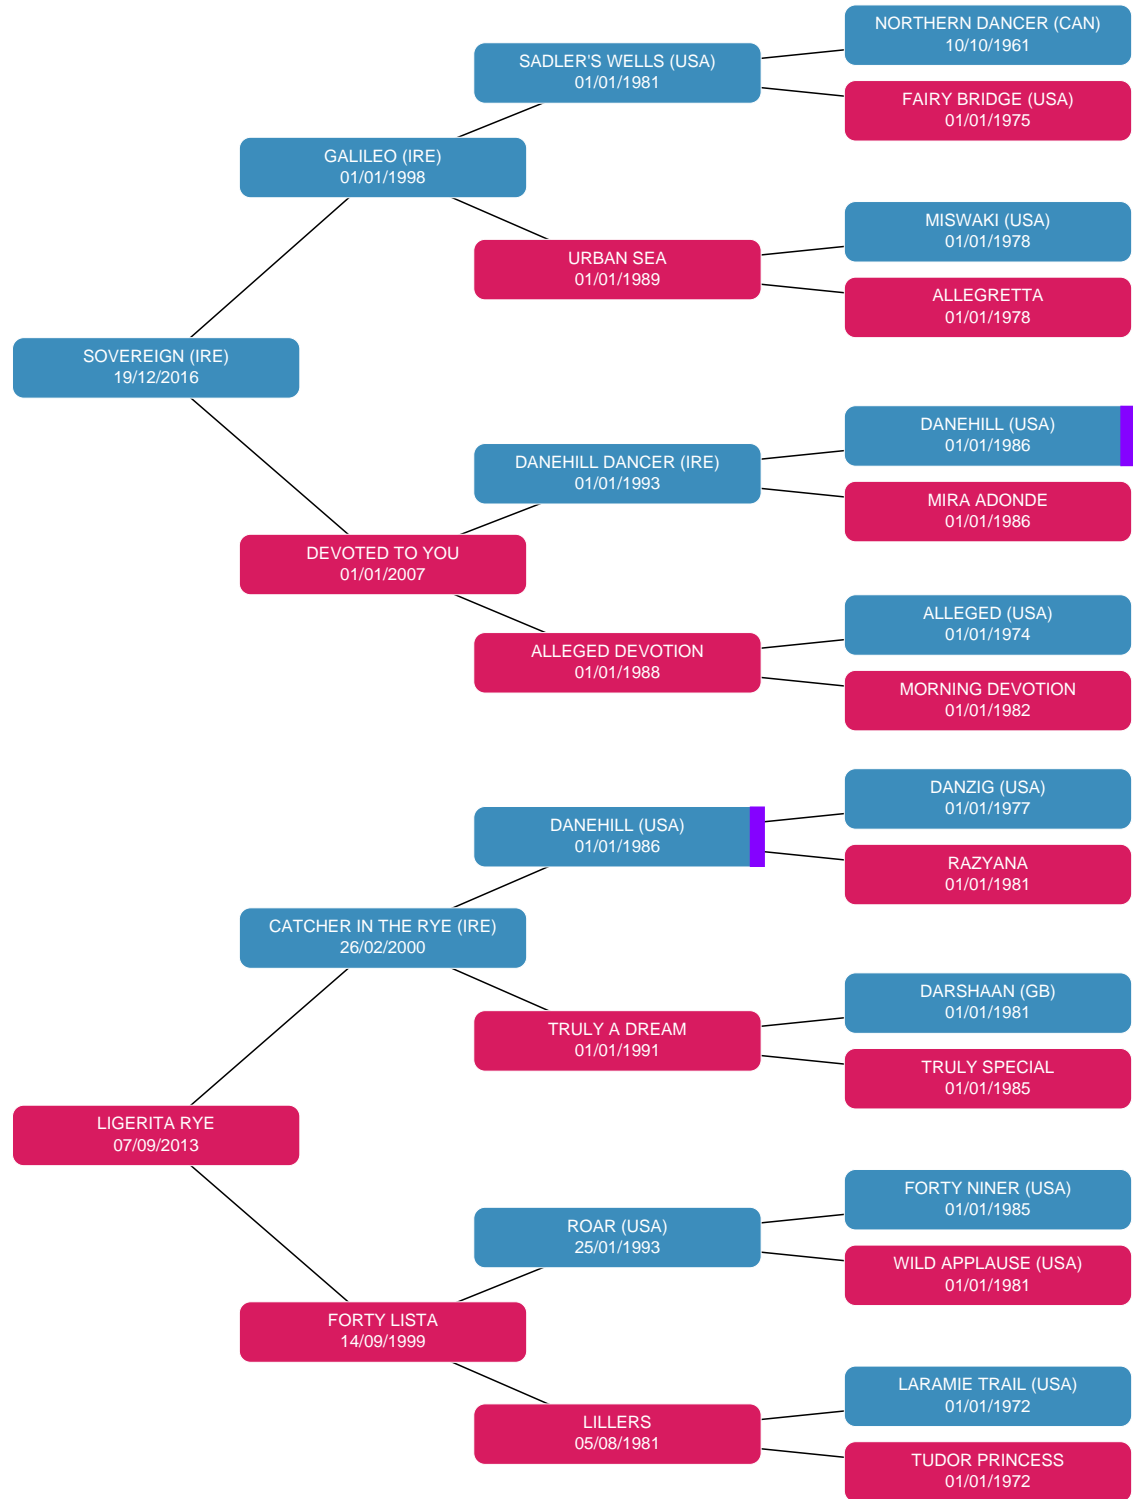 NORTHERN DANCER (CAN)
10/10/1961
SADLER'S WELLS (USA)
01/01/1981
FAIRY BRIDGE (USA)
01/01/1975
GALILEO (IRE)
01/01/1998
MISWAKI (USA)
01/01/1978
URBAN SEA
01/01/1989
ALLEGRETTA
01/01/1978
SOVEREIGN (IRE)
19/12/2016
DANEHILL (USA)
01/01/1986
DANEHILL DANCER (IRE)
01/01/1993
MIRA ADONDE
01/01/1986
DEVOTED TO YOU
01/01/2007
ALLEGED (USA)
01/01/1974
ALLEGED DEVOTION
01/01/1988
MORNING DEVOTION
01/01/1982
DANZIG (USA)
01/01/1977
DANEHILL (USA)
01/01/1986
RAZYANA
01/01/1981
CATCHER IN THE RYE (IRE)
26/02/2000
DARSHAAN (GB)
01/01/1981
TRULY A DREAM
01/01/1991
TRULY SPECIAL
01/01/1985
LIGERITA RYE
07/09/2013
FORTY NINER (USA)
01/01/1985
ROAR (USA)
25/01/1993
WILD APPLAUSE (USA)
01/01/1981
FORTY LISTA
14/09/1999
LARAMIE TRAIL (USA)
01/01/1972
LILLERS
05/08/1981
TUDOR PRINCESS
01/01/1972